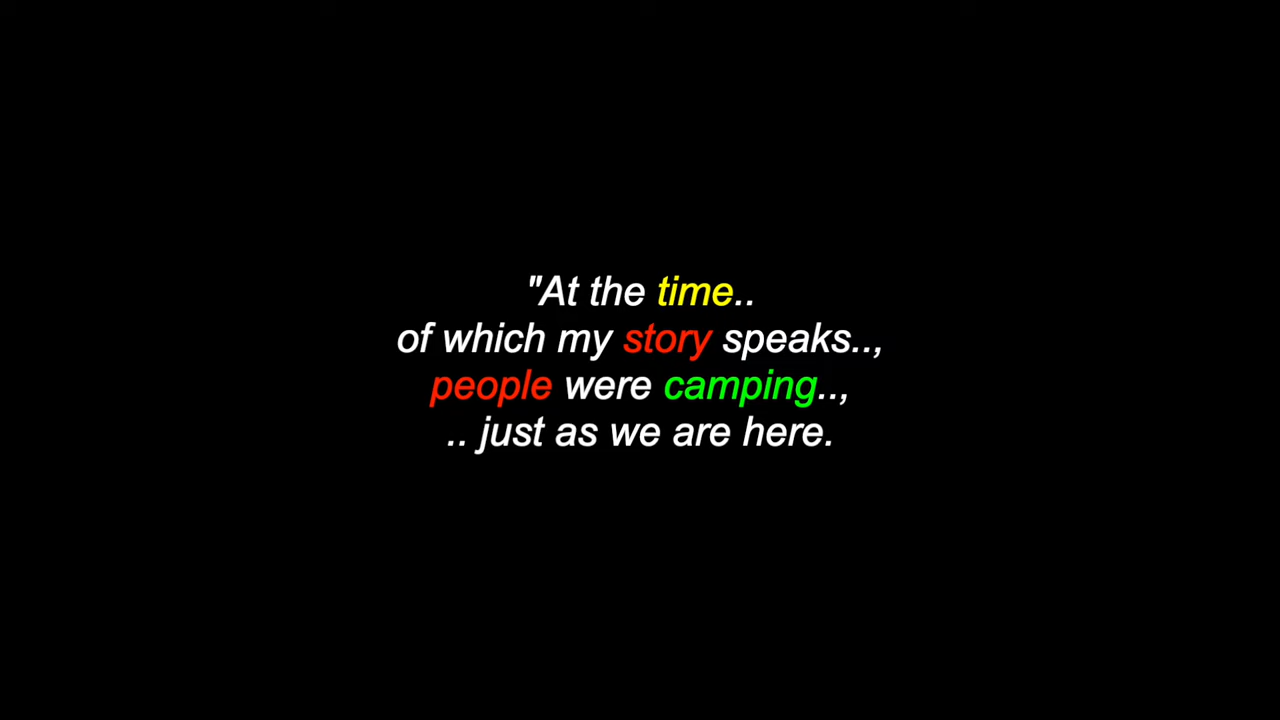 "At the time..
of which my story speaks..,
people were camping..,
.. just as we are here.